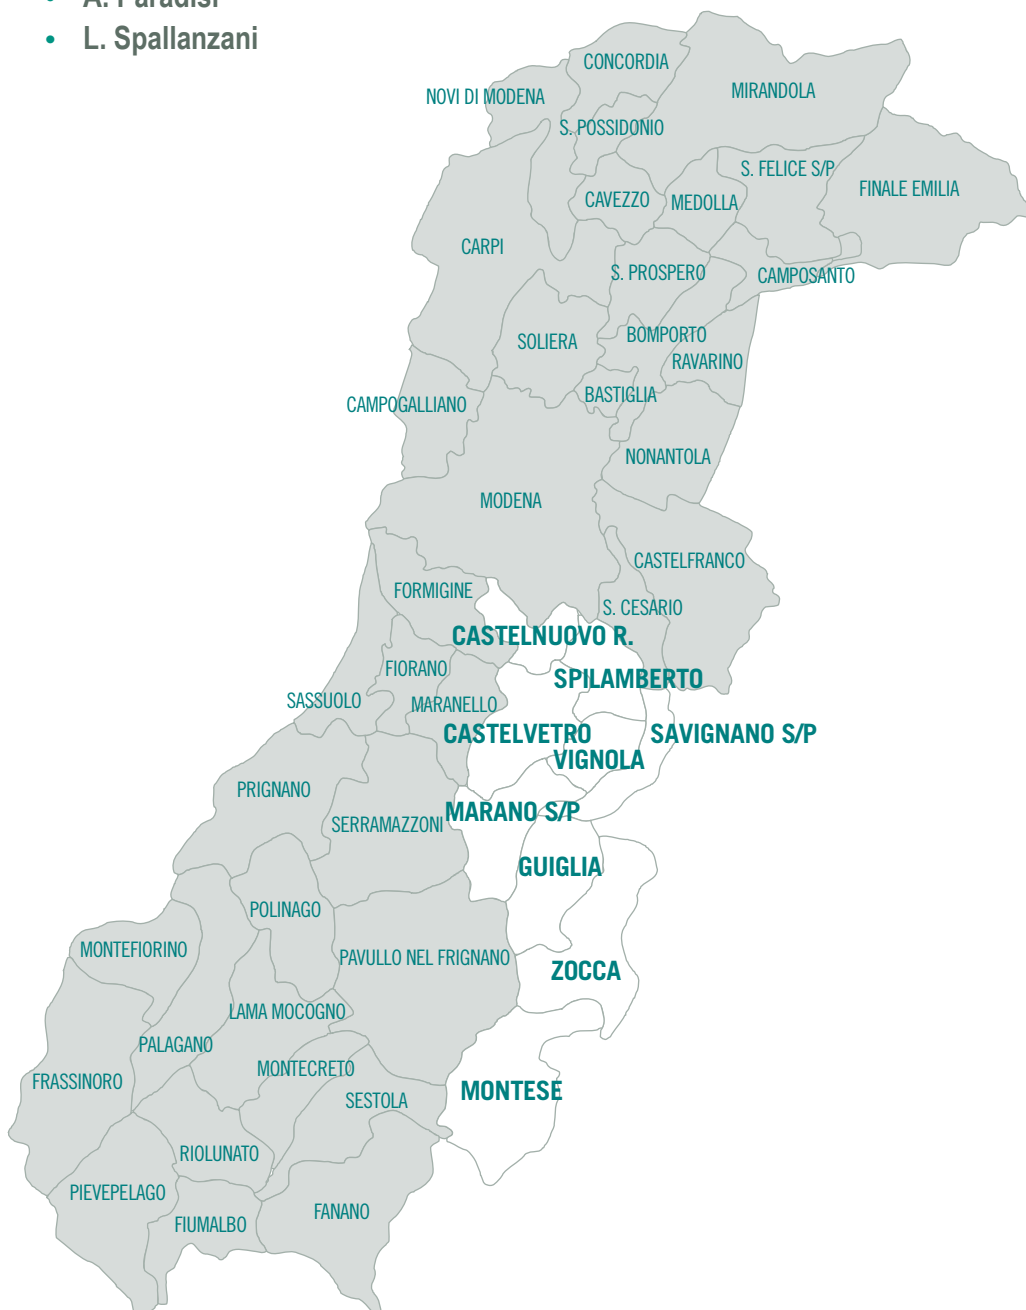 • A. Paradisi
• L. Spallanzani
CONCORDIA
MIRANDOLA
NOVI DI MODENA
S. POSSIDONIO
S. FELICE S/P
FINALE EMILIA
CAVEZZO
MEDOLLA
CARPI
S. PROSPERO
CAMPOSANTO
SOLIERA
BOMPORTO
RAVARINO
BASTIGLIA
CAMPOGALLIANO
NONANTOLA
MODENA
CASTELFRANCO
FORMIGINE
S. CESARIO
CASTELNUOVO R.
FIORANO
SPILAMBERTO
SASSUOLO
MARANELLO
CASTELVETRO
SAVIGNANO S/P
VIGNOLA
PRIGNANO
MARANO S/P
SERRAMAZZONI
GUIGLIA
POLINAGO
MONTEFIORINO
PAVULLO NEL FRIGNANO
ZOCCA
LAMA MOCOGNO
PALAGANO
MONTECRETO
FRASSINORO
MONTESE
SESTOLA
RIOLUNATO
PIEVEPELAGO
FANANO
FIUMALBO